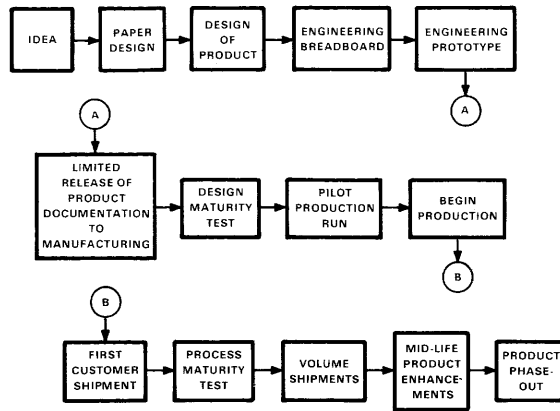 IDEA
PAPER
DESIGN
DESIGN
OF
PRODUCT
ENGINEERING
BREADBOARD
ENGINEERING
PROTOTYPE
A
A
LIMITED
RELEASE OF
PRODUCT
DOCUMENTATION
TO
MANUFACTURING
DESIGN
MATURITY
TEST
PILOT
PRODUCTION
RUN
BEGIN
PRODUCTION
B
B
FIRST
CUSTOMER
SHIPMENT
PROCESS
MATURITY
TEST
VOLUME
SHIPMENTS
MID-LIFE
PRODUCT
ENHANCE-
MENTS
PRODUCT
PHASE-
OUT